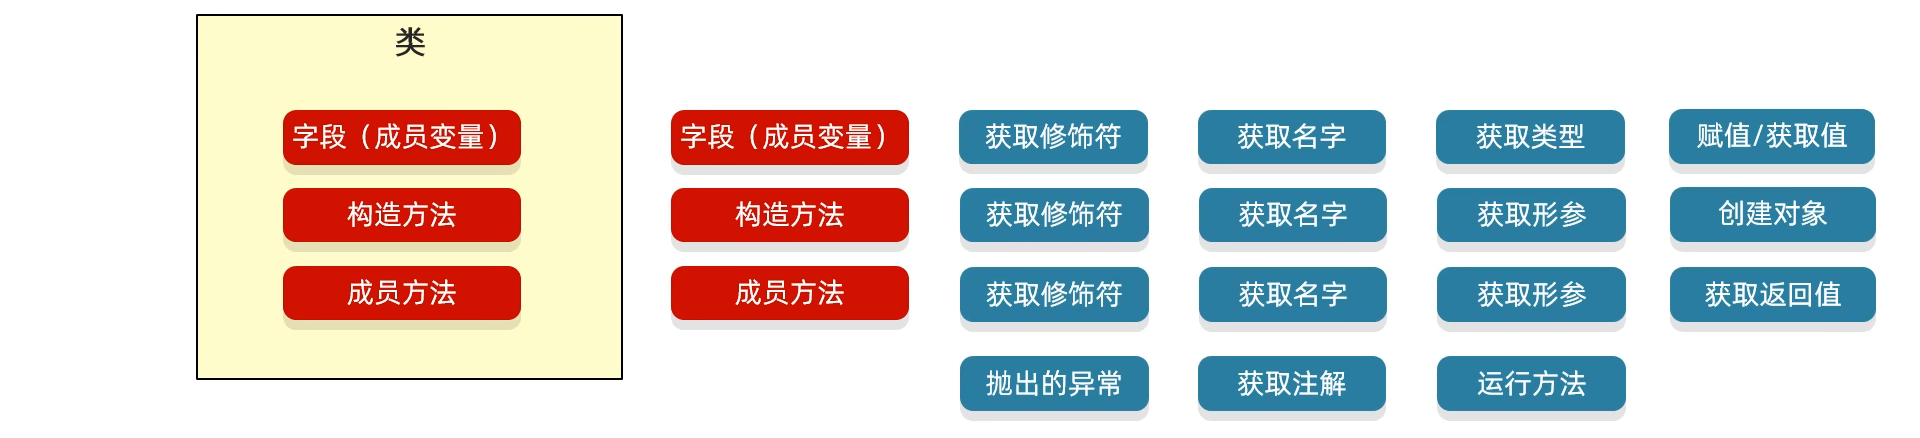 类
字段（成员变量）
构造方法
成员方法
字段（成员变量） 获取修饰符 获取名字 获取类型 赋值/获取值
构造方法 获取修饰符 获取名字 获取形参 创建对象
成员方法 获取修饰符 获取名字 获取形参 获取返回值
抛出的异常 获取注解 运行方法